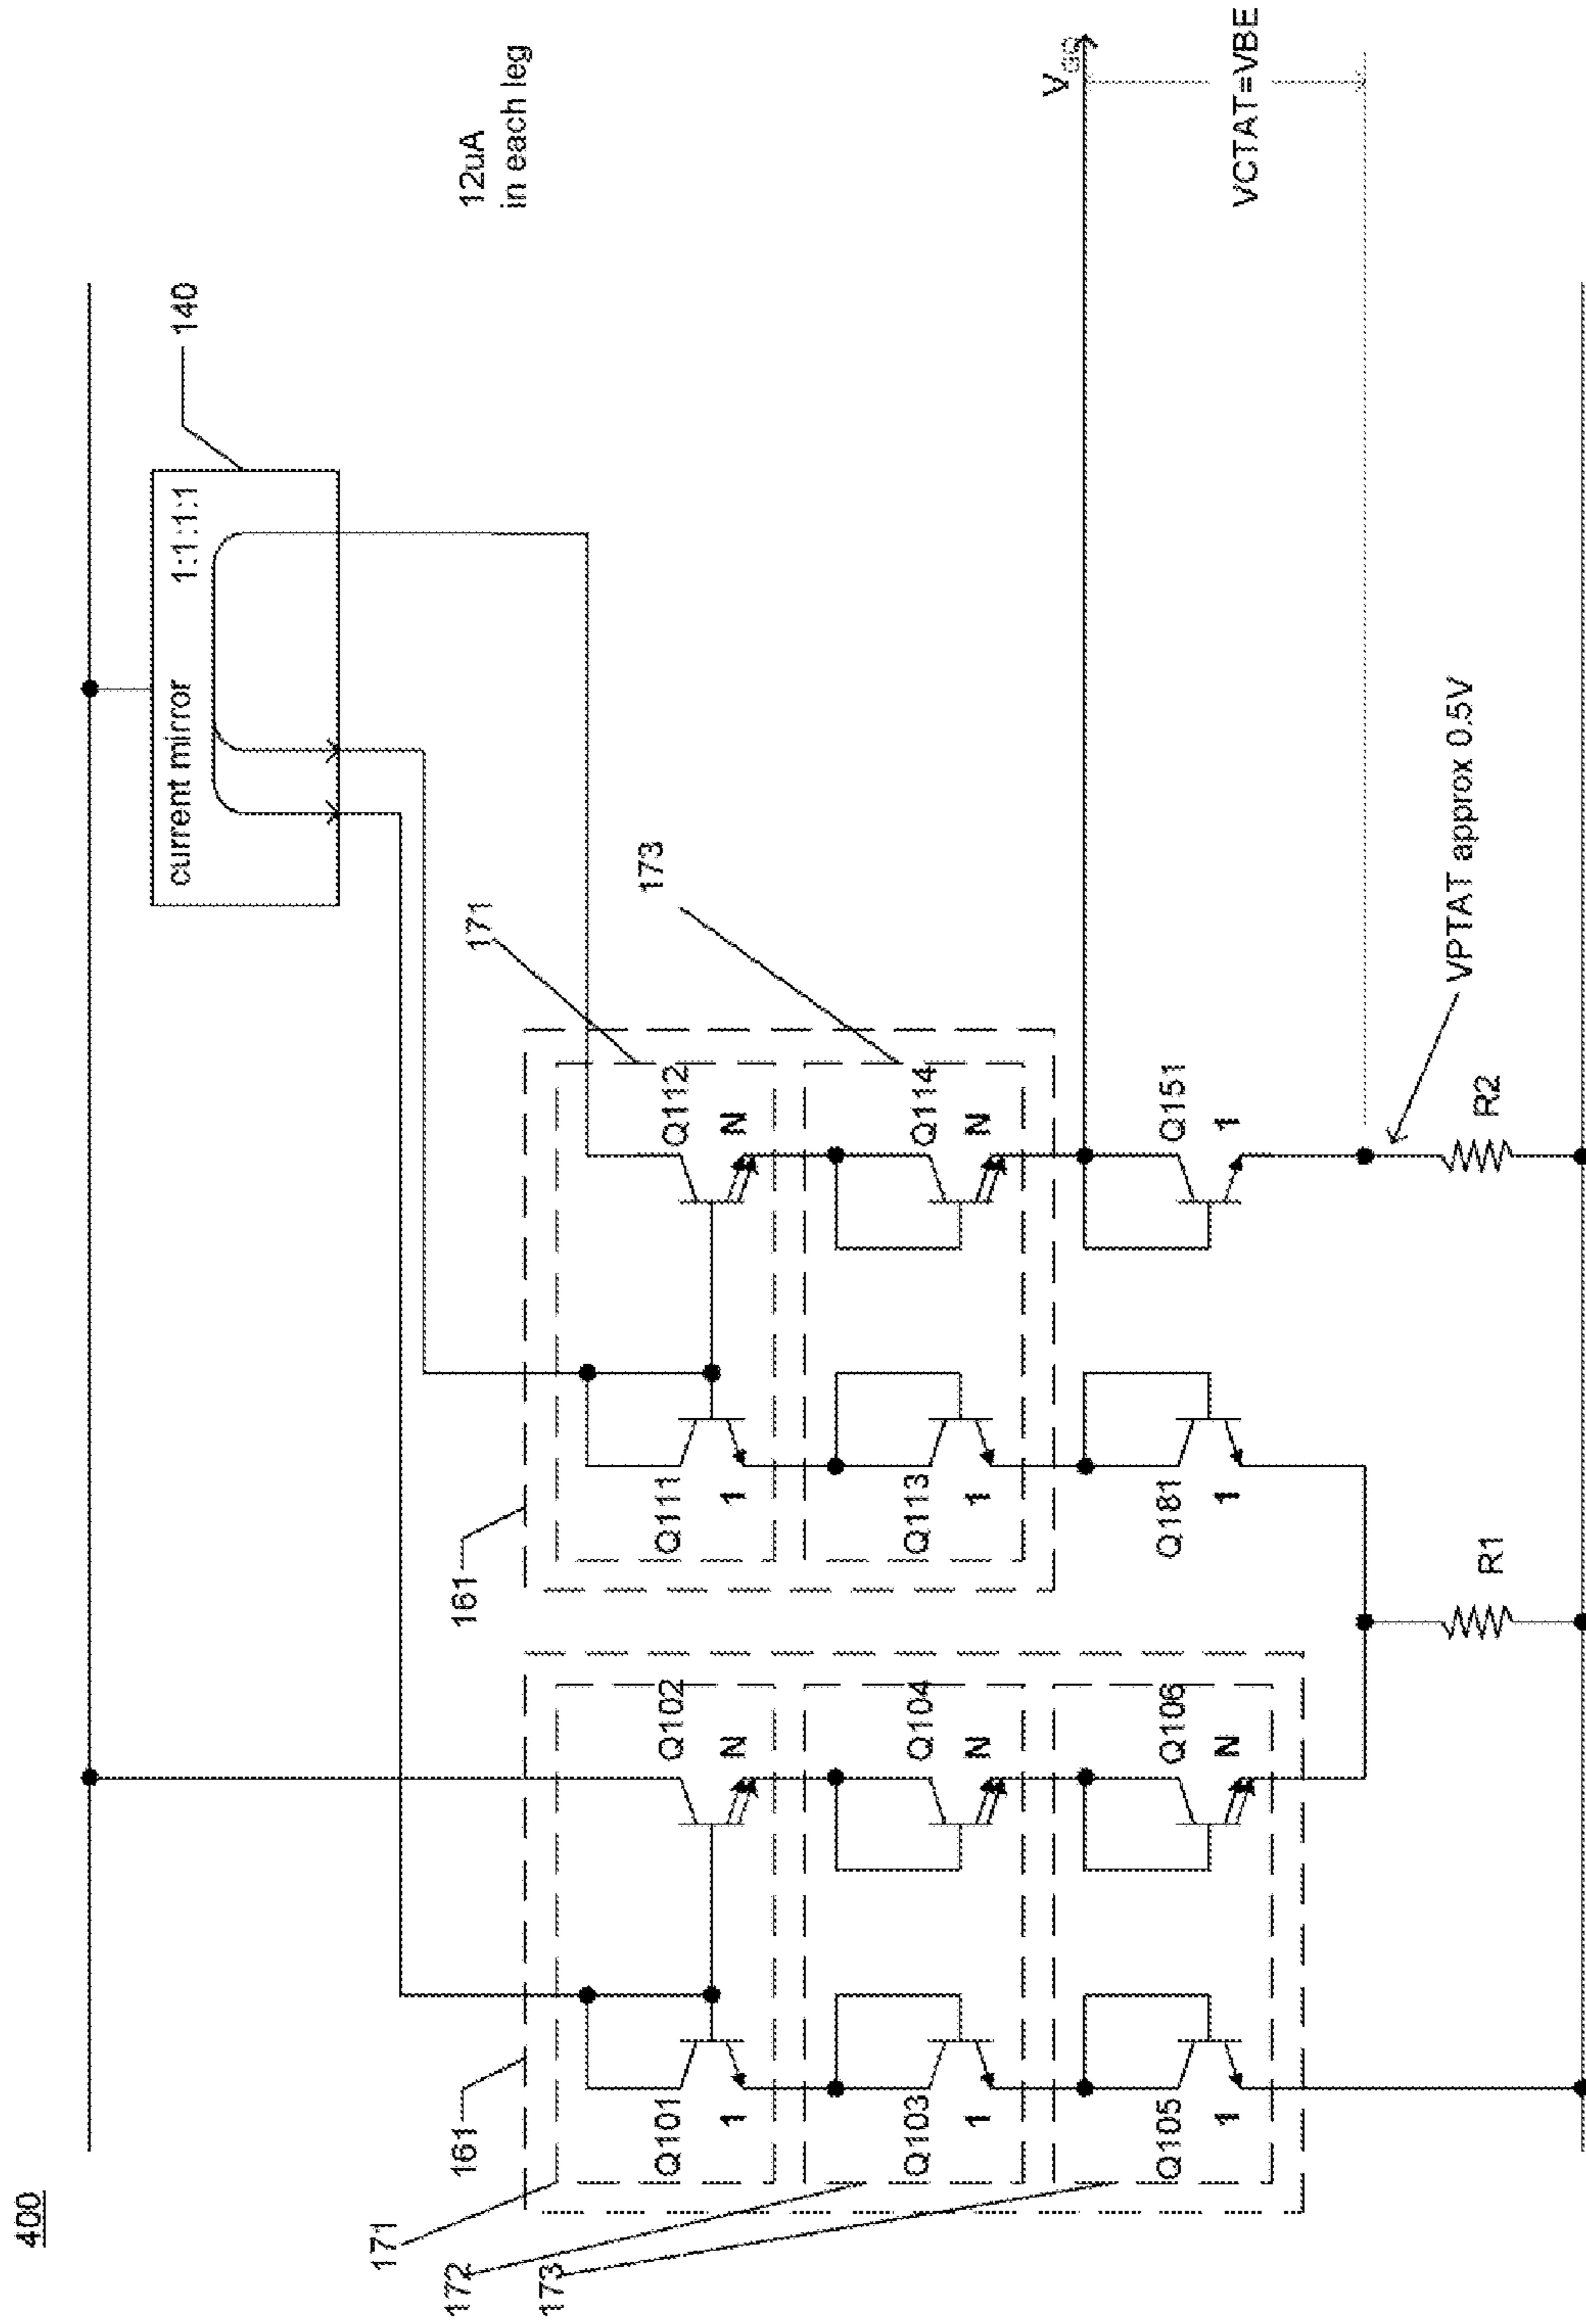 400
140
current mirror 1:1:1:1
12uA
in each leg
161
171
171
173
161
Q101
1
Q102
N
Q111
1
Q112
N
Q103
1
Q104
N
Q113
1
Q114
N
172
173
Q105
1
Q106
N
Q181
1
Q151
1
VCTAT=VBE
VPTAT approx 0.5V
R1
R2